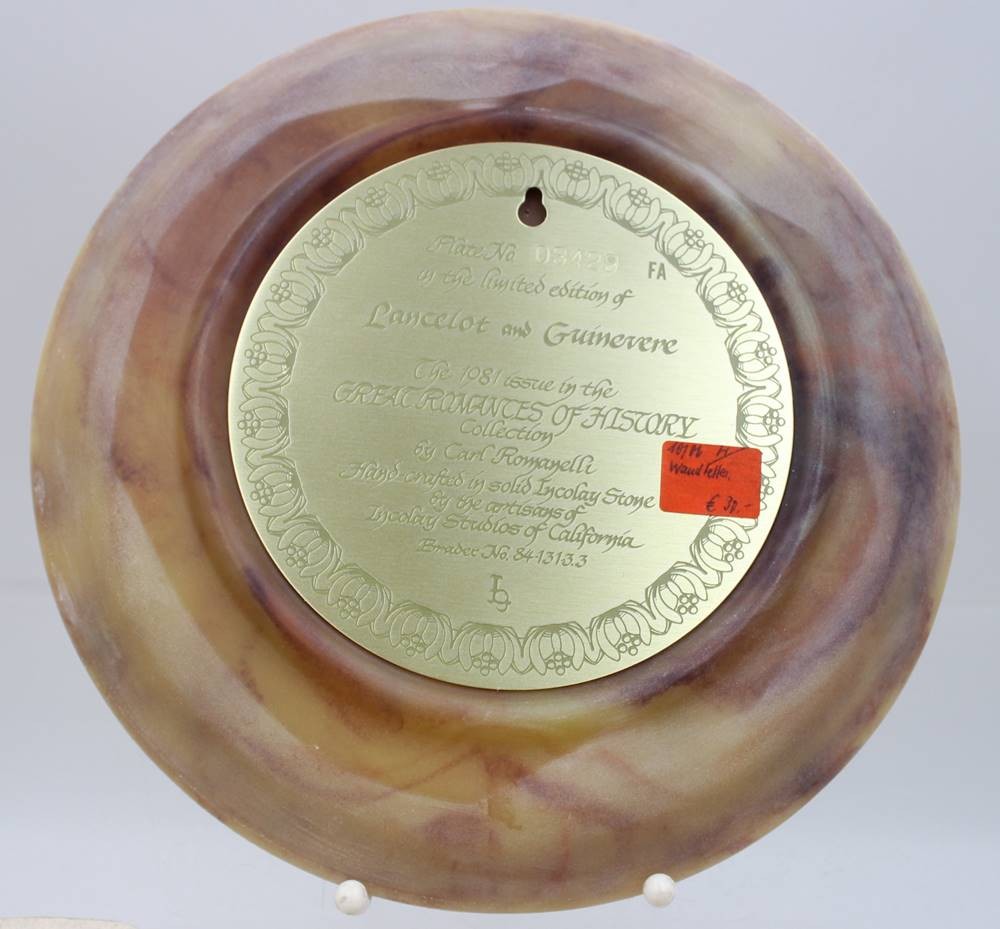 Plate No 03429
FA
in the limited edition of
Lancelot and Guinevere
The 1981 issue in the
GREAT ROMANCES OF HISTORY
Collection
by Carl Romanelli
Hand-crafted in solid Incolay Stone
by the artisans of
Incolay Studios of California
Bradex No. 84-I313.3
Wandteller
€ 30.-